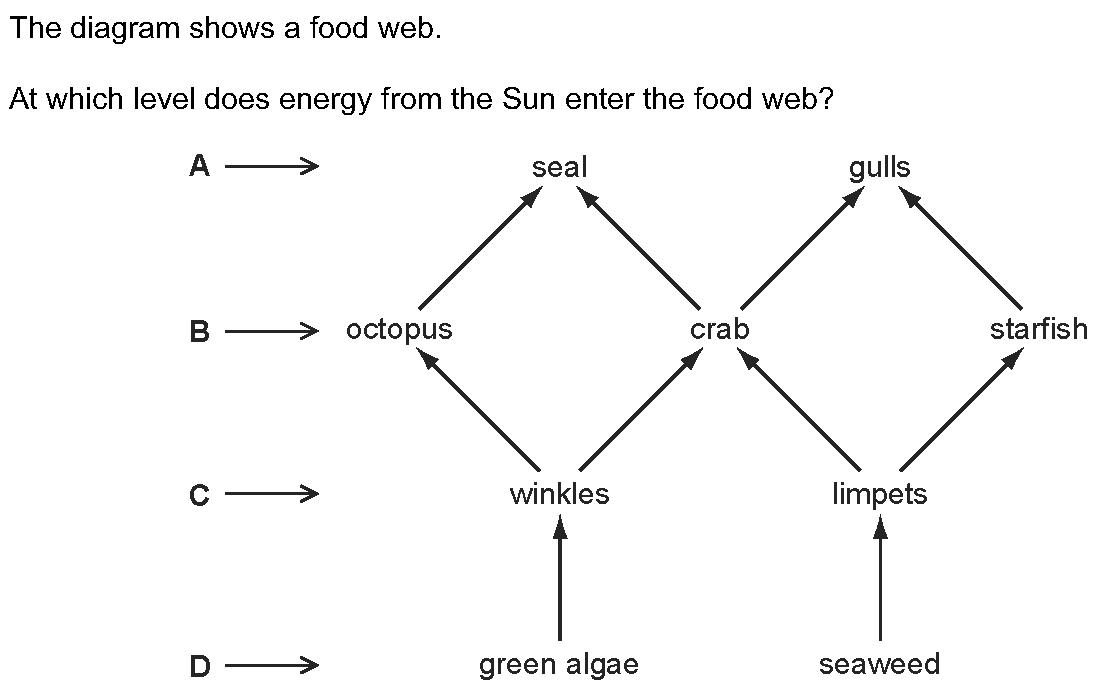 The diagram shows a food web.
At which level does energy from the Sun enter the food web?
A seal gulls
B octopus crab starfish
C winkles limpets
D green algae seaweed